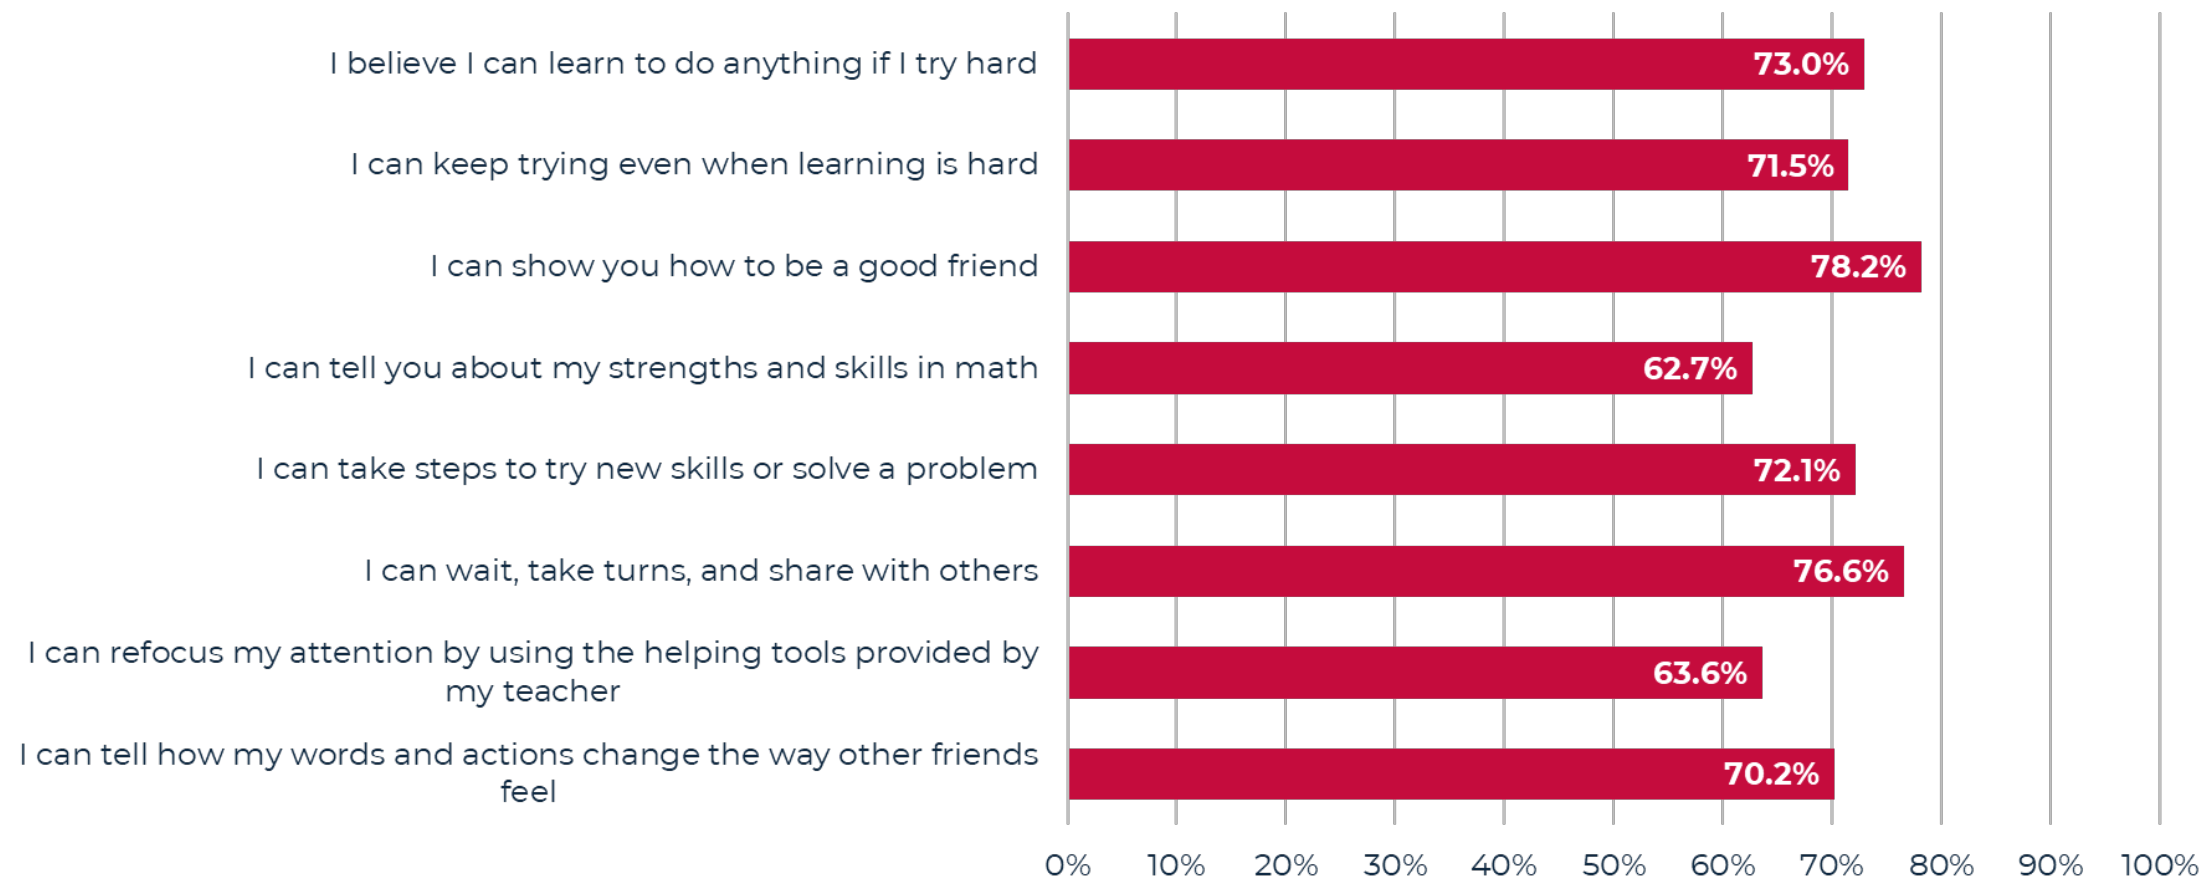 I believe I can learn to do anything if I try hard
73.0%
I can keep trying even when learning is hard
71.5%
I can show you how to be a good friend
78.2%
I can tell you about my strengths and skills in math
62.7%
I can take steps to try new skills or solve a problem
72.1%
I can wait, take turns, and share with others
76.6%
I can refocus my attention by using the helping tools provided by
my teacher
63.6%
I can tell how my words and actions change the way other friends
feel
70.2%
0% 10% 20% 30% 40% 50% 60% 70% 80% 90% 100%